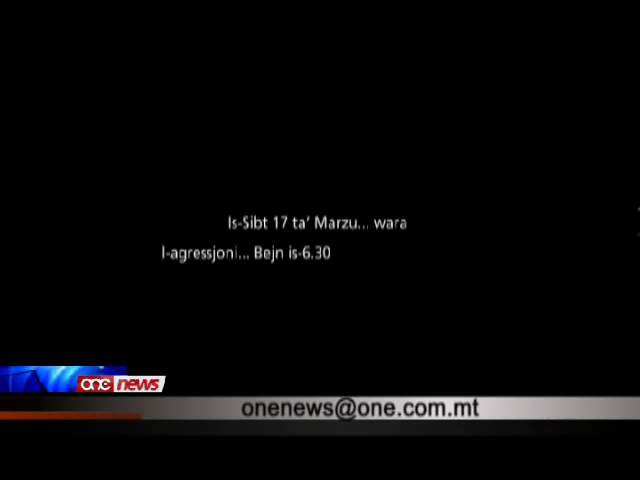 Is-Sibt 17 ta' Marzu... wara
l-agressjoni... Bejn is-6.30
one news
onenews@one.com.mt